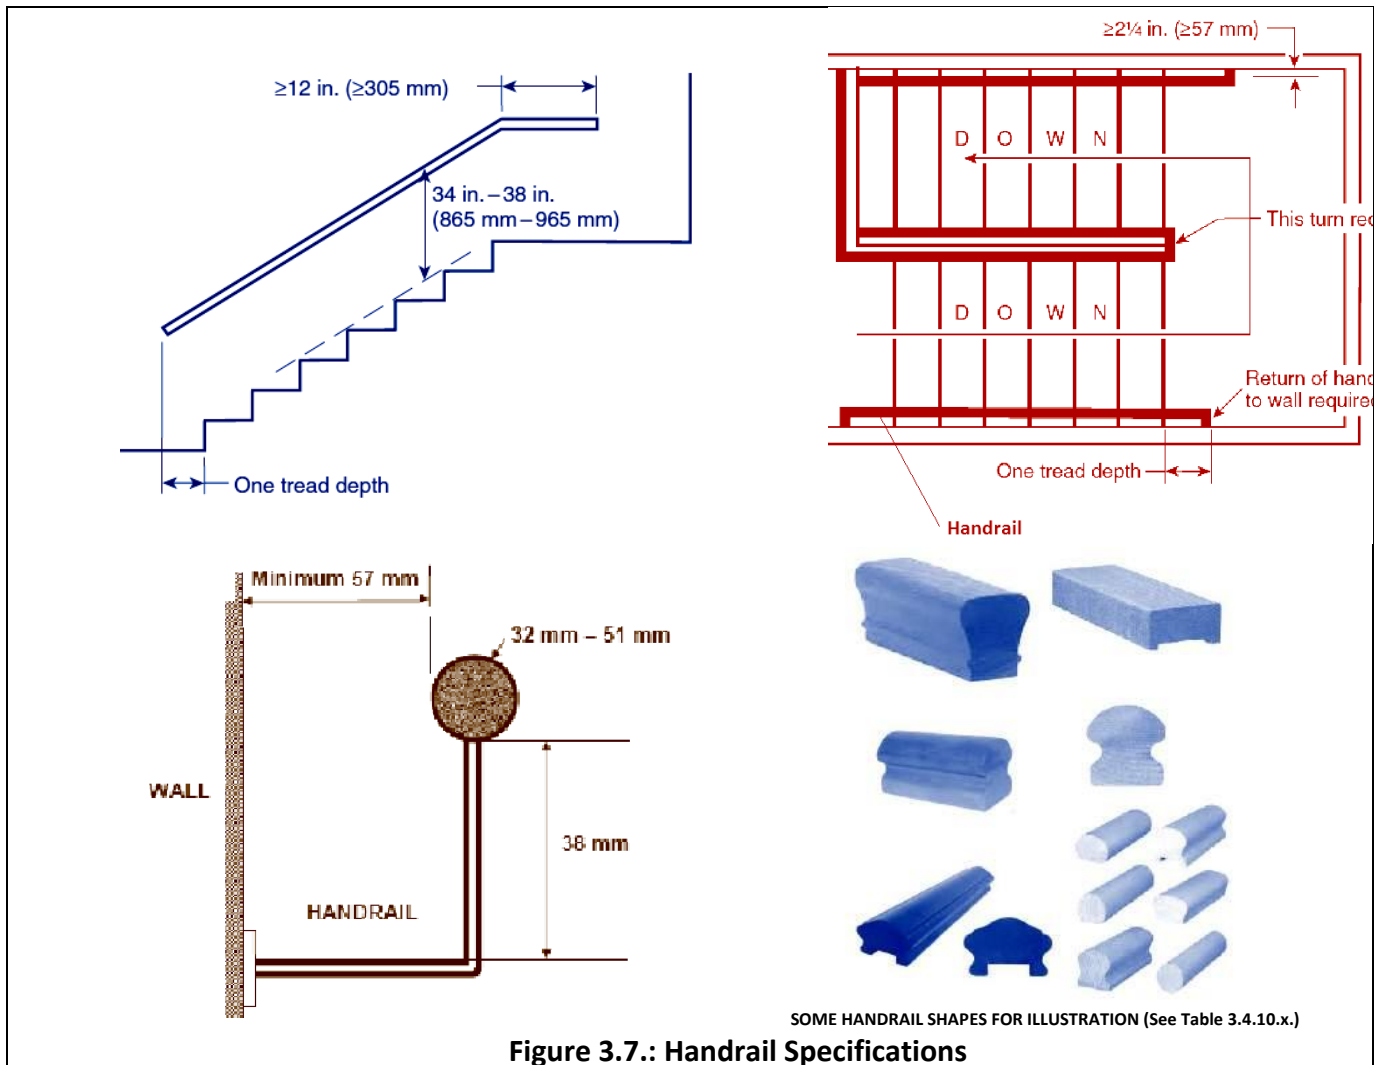 ≥12 in. (≥305 mm)
34 in.–38 in.
(865 mm–965 mm)
One tread depth
≥2¼ in. (≥57 mm)
D O W N
This turn req
D O W N
Return of hand
to wall required
One tread depth
Handrail
Minimum 57 mm
32 mm – 51 mm
WALL
38 mm
HANDRAIL
SOME HANDRAIL SHAPES FOR ILLUSTRATION (See Table 3.4.10.x.)
Figure 3.7.: Handrail Specifications